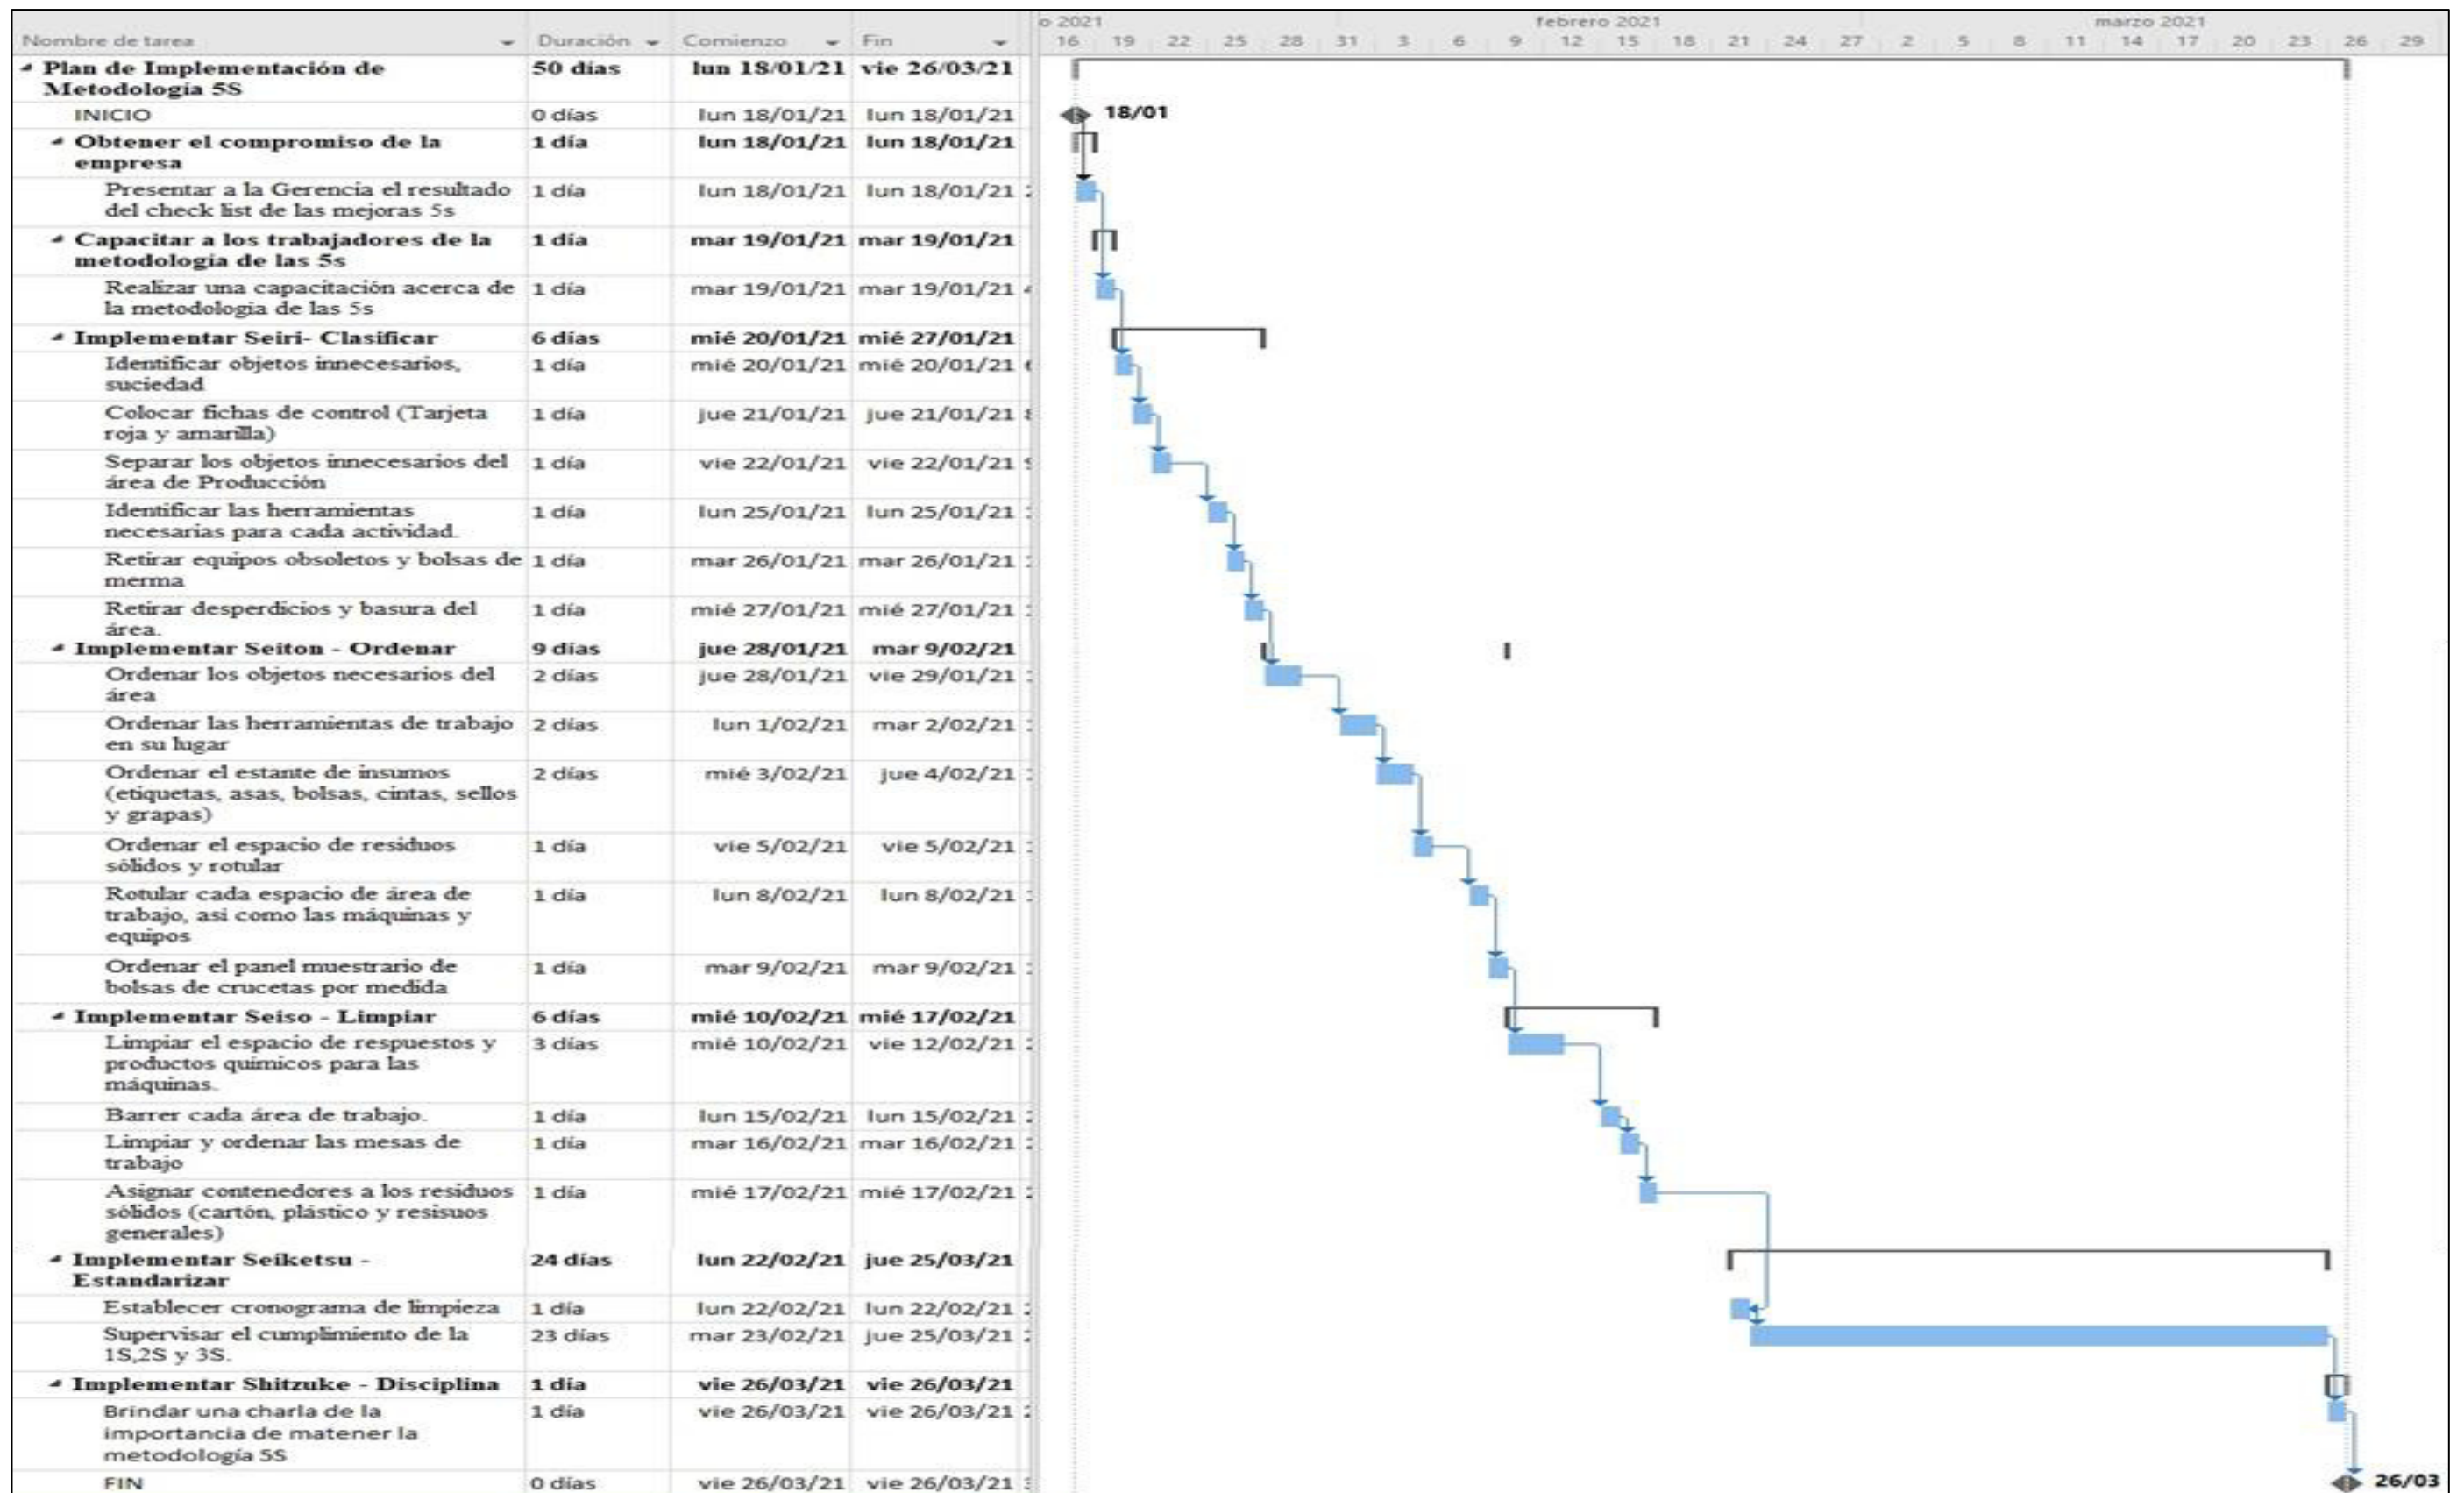 o 2021 febrero 2021 marzo 2021
Nombre de tarea Duración Comienzo Fin 16 19 22 25 28 31 3 6 9 12 15 18 21 24 27 2 5 8 11 14 17 20 23 26 29
Plan de Implementación de 50 días lun 18/01/21 vie 26/03/21
Metodología 5S
INICIO 0 días lun 18/01/21 lun 18/01/21 18/01
Obtener el compromiso de la 1 día lun 18/01/21 lun 18/01/21
empresa
Presentar a la Gerencia el resultado 1 día lun 18/01/21 lun 18/01/21
del check list de las mejoras 5s
Capacitar a los trabajadores de la 1 día mar 19/01/21 mar 19/01/21
metodologia de las 5s
Realizar una capacitación acerca de 1 día mar 19/01/21 mar 19/01/21
la metodologia de las 5s
Implementar Seiri- Clasificar 6 días mié 20/01/21 mié 27/01/21
Identificar objetos innecesarios, 1 día mié 20/01/21 mié 20/01/21
suciedad
Colocar fichas de control (Tarjeta 1 día jue 21/01/21 jue 21/01/21
roja y amarilla)
Separar los objetos innecesarios del 1 día vie 22/01/21 vie 22/01/21
área de Producción
Identificar las herramientas 1 día lun 25/01/21 lun 25/01/21
necesarias para cada actividad.
Retirar equipos obsoletos y bolsas de 1 día mar 26/01/21 mar 26/01/21
merma
Retirar desperdicios y basura del 1 día mié 27/01/21 mié 27/01/21
área.
Implementar Seiton - Ordenar 9 días jue 28/01/21 mar 9/02/21
Ordenar los objetos necesarios del 2 días jue 28/01/21 vie 29/01/21
área
Ordenar las herramientas de trabajo 2 días lun 1/02/21 mar 2/02/21
en su lugar
Ordenar el estante de insumos 2 días mié 3/02/21 jue 4/02/21
(etiquetas, asas, bolsas, cintas, sellos
y grapas)
Ordenar el espacio de residuos 1 día vie 5/02/21 vie 5/02/21
sólidos y rotular
Rotular cada espacio de área de 1 día lun 8/02/21 lun 8/02/21
trabajo, asi como las máquinas y
equipos
Ordenar el panel muestrario de 1 día mar 9/02/21 mar 9/02/21
bolsas de crucetas por medida
Implementar Seiso - Limpiar 6 días mié 10/02/21 mié 17/02/21
Limpiar el espacio de respuestos y 3 días mié 10/02/21 vie 12/02/21
productos químicos para las
máquinas.
Barrer cada área de trabajo. 1 día lun 15/02/21 lun 15/02/21
Limpiar y ordenar las mesas de 1 día mar 16/02/21 mar 16/02/21
trabajo
Asignar contenedores a los residuos 1 día mié 17/02/21 mié 17/02/21
sólidos (cartón, plástico y resisuos
generales)
Implementar Seiketsu - 24 días lun 22/02/21 jue 25/03/21
Estandarizar
Establecer cronograma de limpieza 1 día lun 22/02/21 lun 22/02/21
Supervisar el cumplimiento de la 23 días mar 23/02/21 jue 25/03/21
1S,2S y 3S.
Implementar Shitzuke - Disciplina 1 día vie 26/03/21 vie 26/03/21
Brindar una charla de la 1 día vie 26/03/21 vie 26/03/21
importancia de matener la
metodología 5S
FIN 0 días vie 26/03/21 vie 26/03/21 26/03